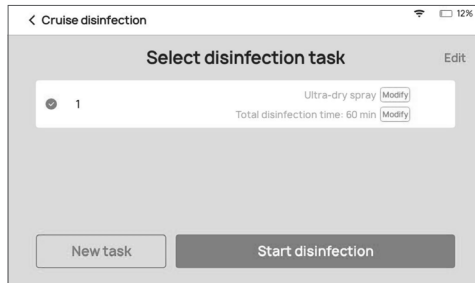 Cruise disinfection
12%
Select disinfection task
Edit
1
Ultra-dry spray Modify
Total disinfection time: 60 min Modify
New task
Start disinfection